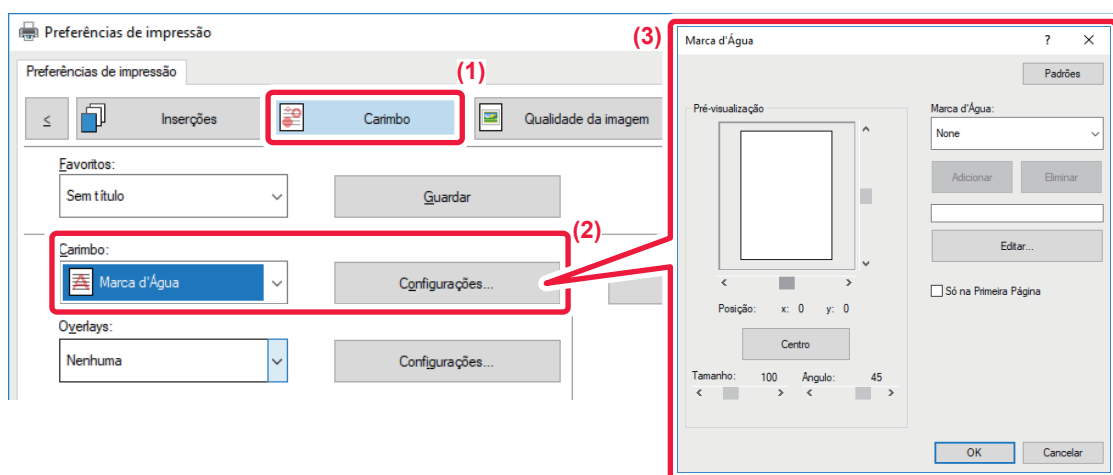 Preferências de impressão
Preferências de impressão
(1)
<
Inserções
Carimbo
Qualidade da imagem
Favoritos:
Sem título
Guardar
(2)
Carimbo:
Marca d'Água
Configurações...
Overlays:
Nenhuma
Configurações...
(3)
Marca d'Água
?
Padrões
Pré-visualização
Marca d'Água:
None
Adicionar
Eliminar
Editar...
Só na Primeira Página
Posição: x: 0 y: 0
Centro
Tamanho: 100 Ângulo: 45
OK
Cancelar